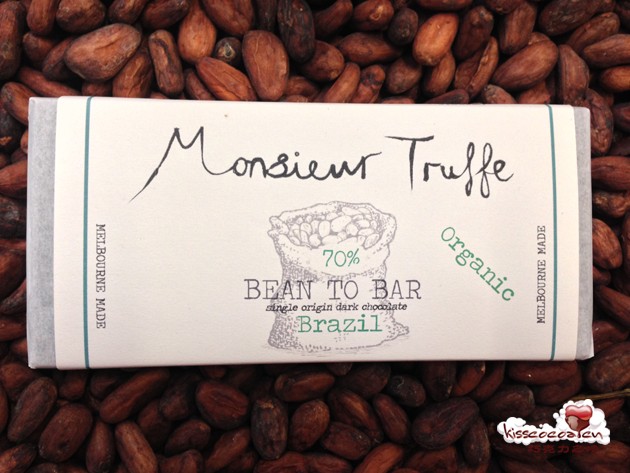 Monsieur Truffe
MELBOURNE MADE
70%
BEAN TO BAR
single origin dark chocolate
Brazil
Organic
MELBOURNE MADE
kisscocoa.cn